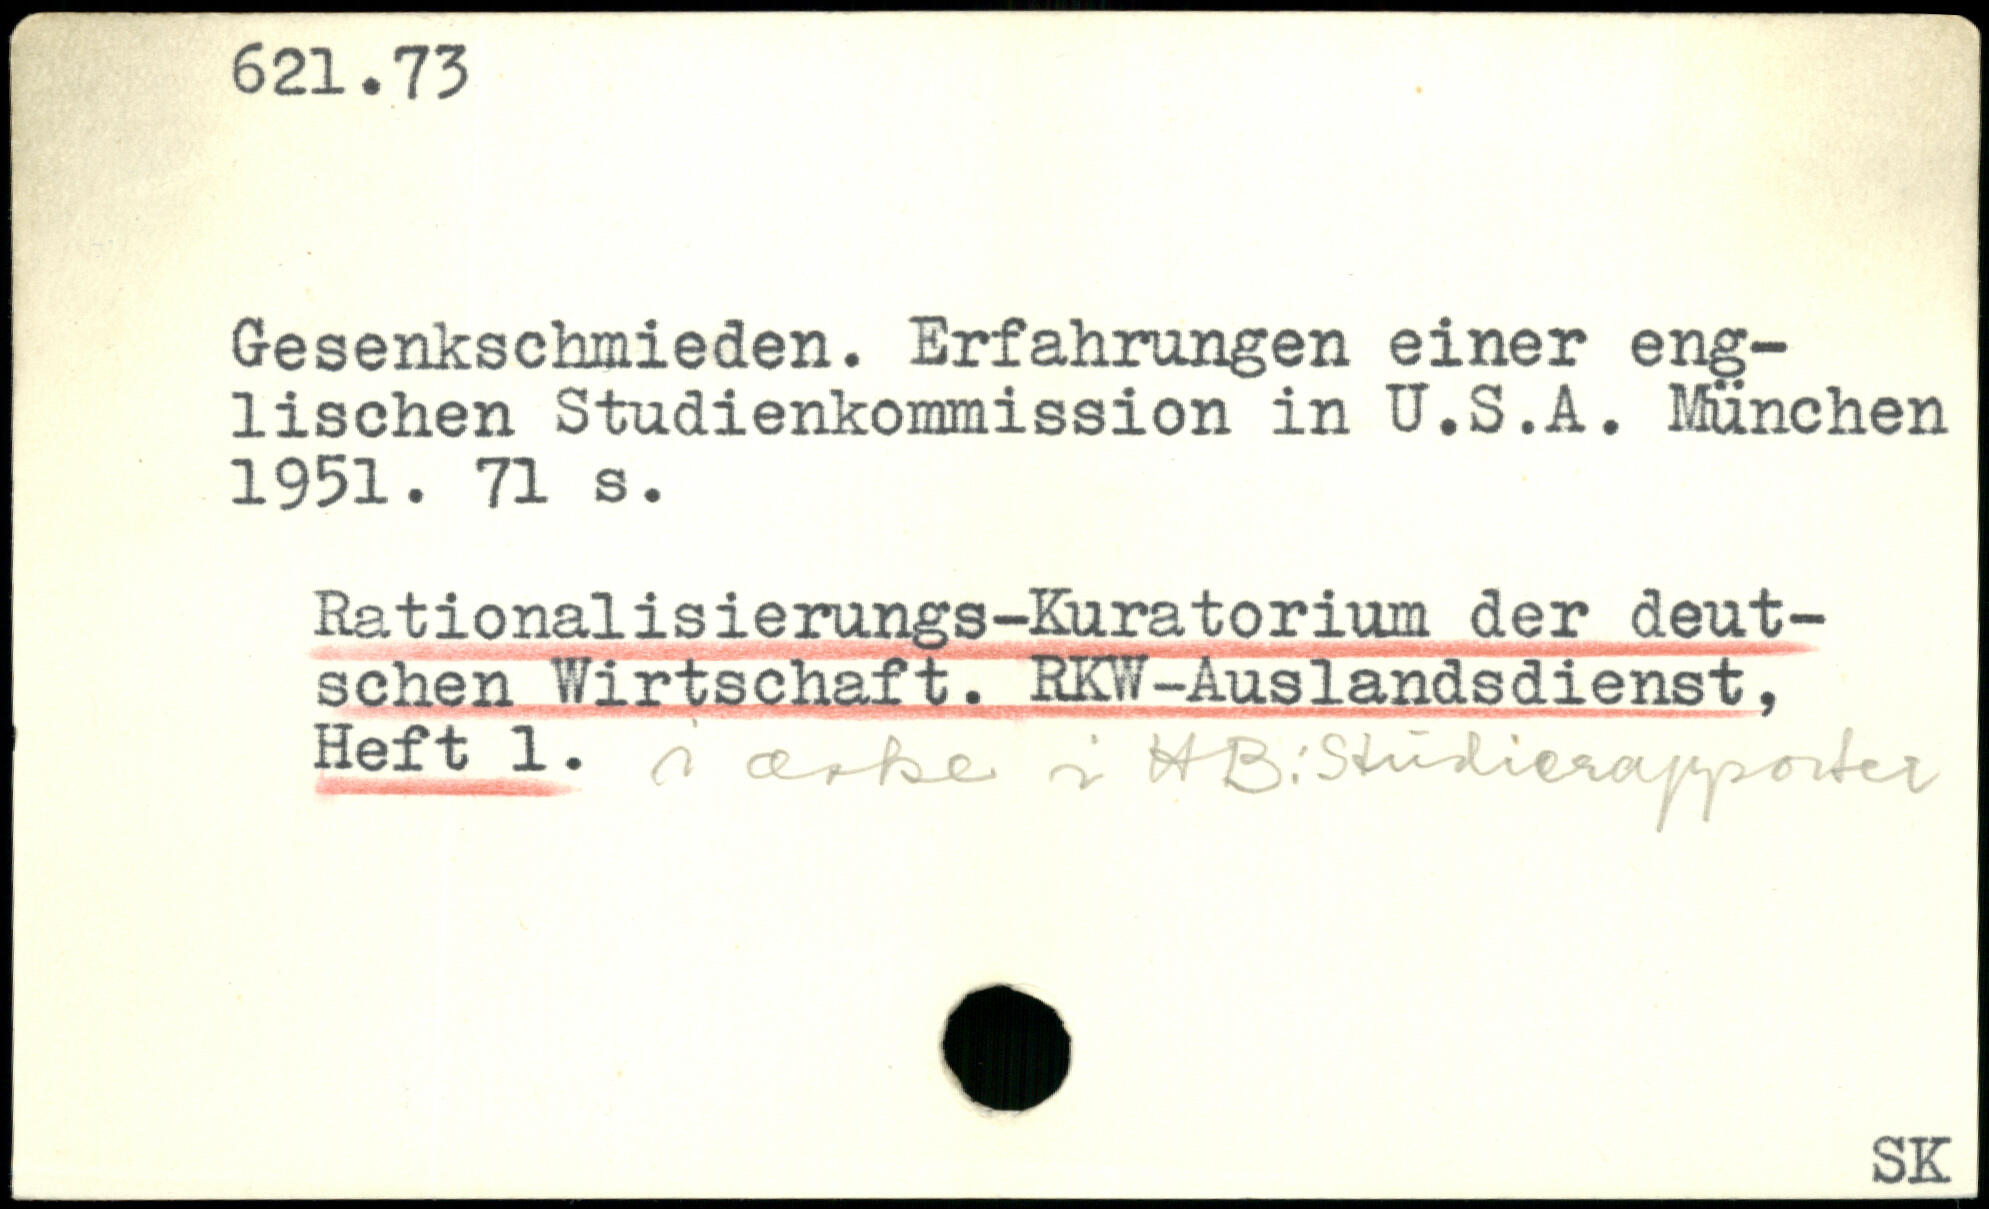 621.73
Gesenkschmieden. Erfahrungen einer eng-
lischen Studienkommission in U.S.A. München
1951. 71 s.
Rationalisierungs-Kuratorium der deut-
schen Wirtschaft. RKW-Auslandsdienst,
Heft 1. i æske i HB: Studierapporter
SK